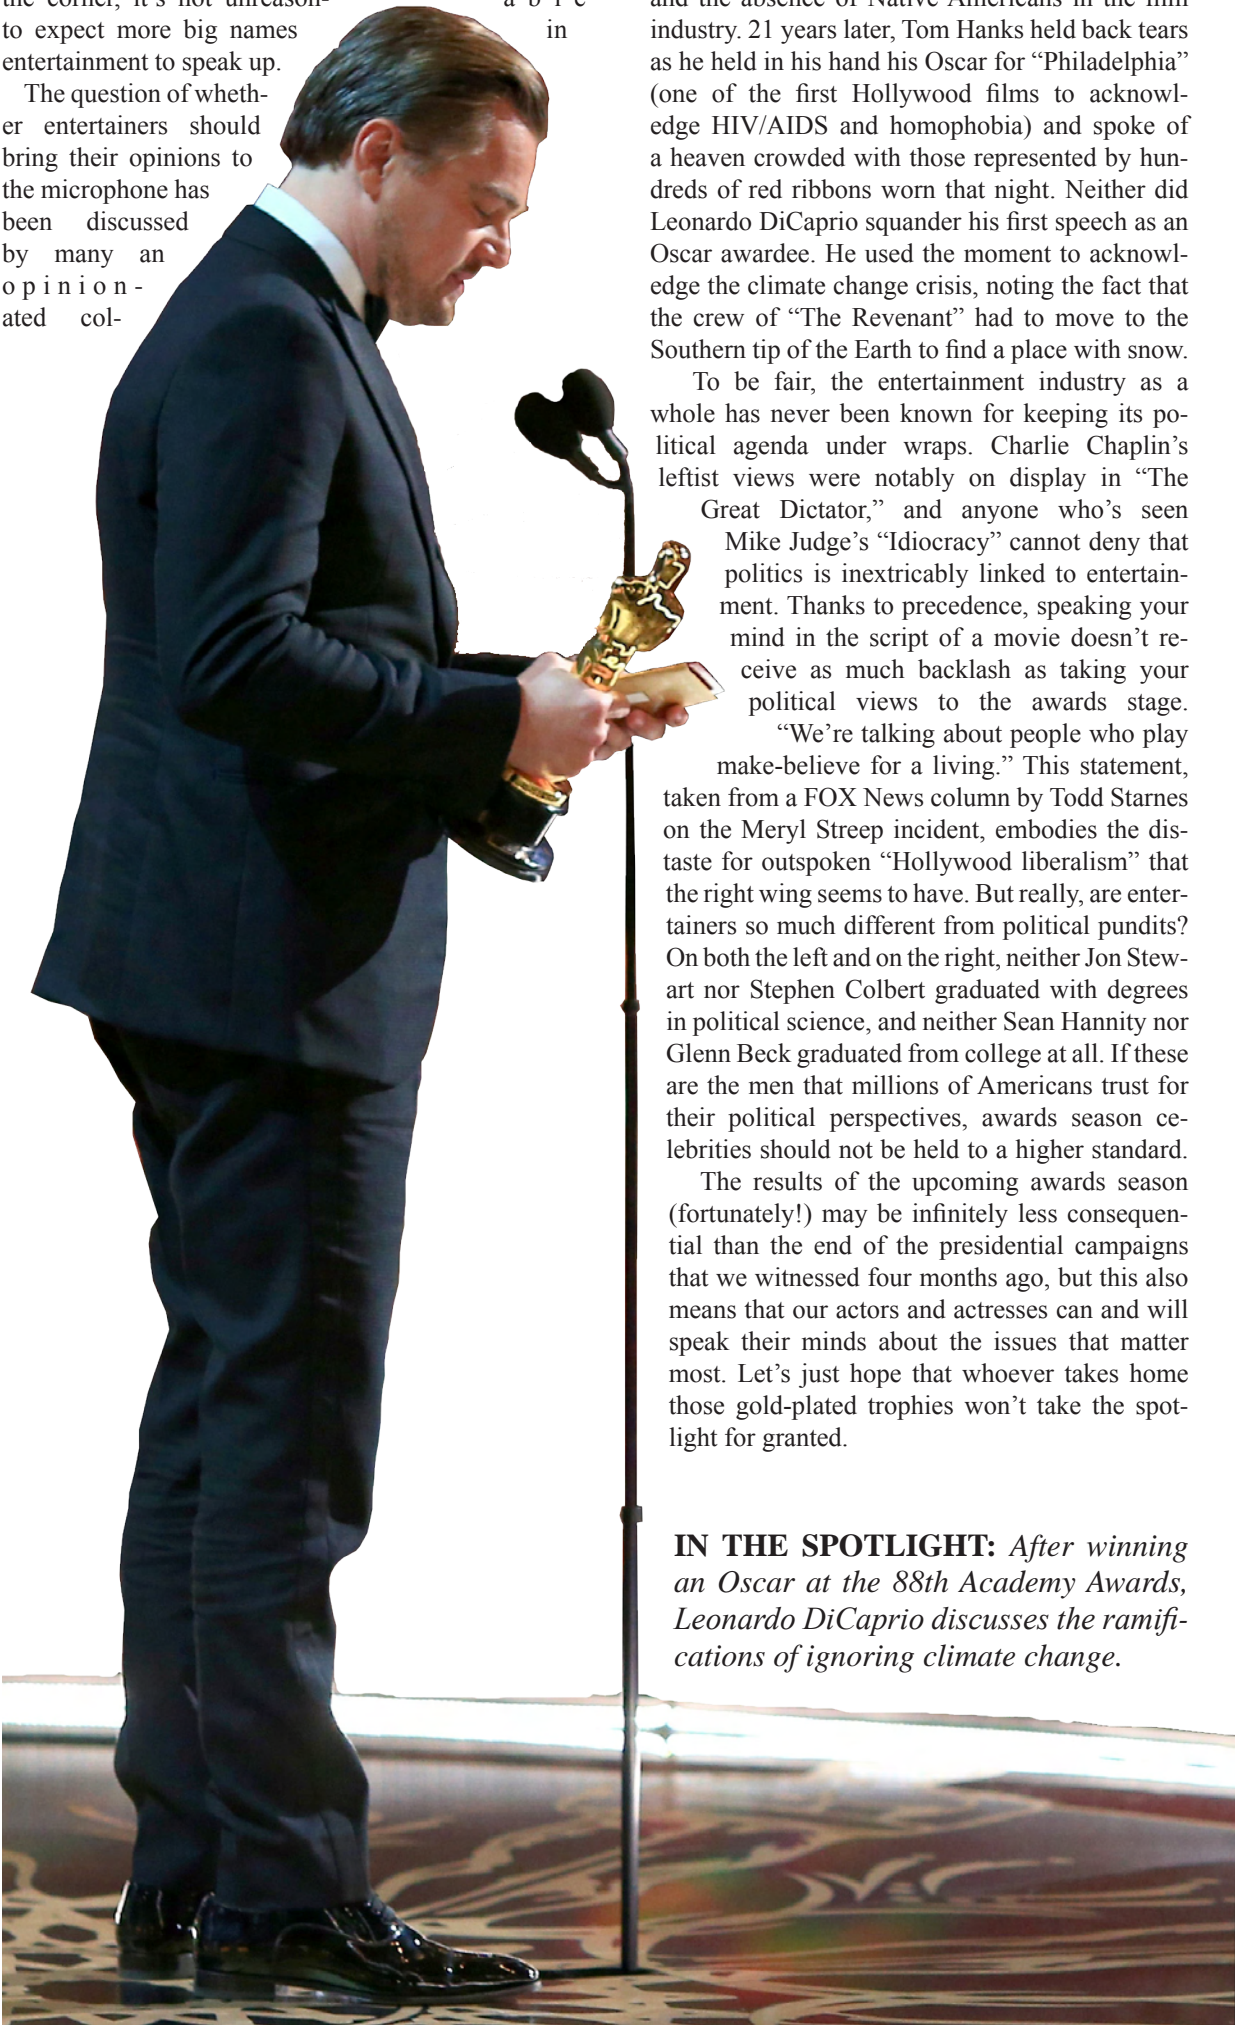 the corner, it's not unreason-
a b l e
to expect more big names
in
entertainment to speak up.
The question of wheth-
er entertainers should
bring their opinions to
the microphone has
been discussed
by many an
o p i n i o n -
ated col-
and the absence of Native Americans in the film
industry. 21 years later, Tom Hanks held back tears
as he held in his hand his Oscar for “Philadelphia”
(one of the first Hollywood films to acknowl-
edge HIV/AIDS and homophobia) and spoke of
a heaven crowded with those represented by hun-
dreds of red ribbons worn that night. Neither did
Leonardo DiCaprio squander his first speech as an
Oscar awardee. He used the moment to acknowl-
edge the climate change crisis, noting the fact that
the crew of “The Revenant” had to move to the
Southern tip of the Earth to find a place with snow.
To be fair, the entertainment industry as a
whole has never been known for keeping its po-
litical agenda under wraps. Charlie Chaplin’s
leftist views were notably on display in “The
Great Dictator,” and anyone who’s seen
Mike Judge’s “Idiocracy” cannot deny that
politics is inextricably linked to entertain-
ment. Thanks to precedence, speaking your
mind in the script of a movie doesn’t re-
ceive as much backlash as taking your
political views to the awards stage.
“We’re talking about people who play
make-believe for a living.” This statement,
taken from a FOX News column by Todd Starnes
on the Meryl Streep incident, embodies the dis-
taste for outspoken “Hollywood liberalism” that
the right wing seems to have. But really, are enter-
tainers so much different from political pundits?
On both the left and on the right, neither Jon Stew-
art nor Stephen Colbert graduated with degrees
in political science, and neither Sean Hannity nor
Glenn Beck graduated from college at all. If these
are the men that millions of Americans trust for
their political perspectives, awards season ce-
lebrities should not be held to a higher standard.
The results of the upcoming awards season
(fortunately!) may be infinitely less consequen-
tial than the end of the presidential campaigns
that we witnessed four months ago, but this also
means that our actors and actresses can and will
speak their minds about the issues that matter
most. Let’s just hope that whoever takes home
those gold-plated trophies won’t take the spot-
light for granted.
IN THE SPOTLIGHT: After winning
an Oscar at the 88th Academy Awards,
Leonardo DiCaprio discusses the ramifi-
cations of ignoring climate change.